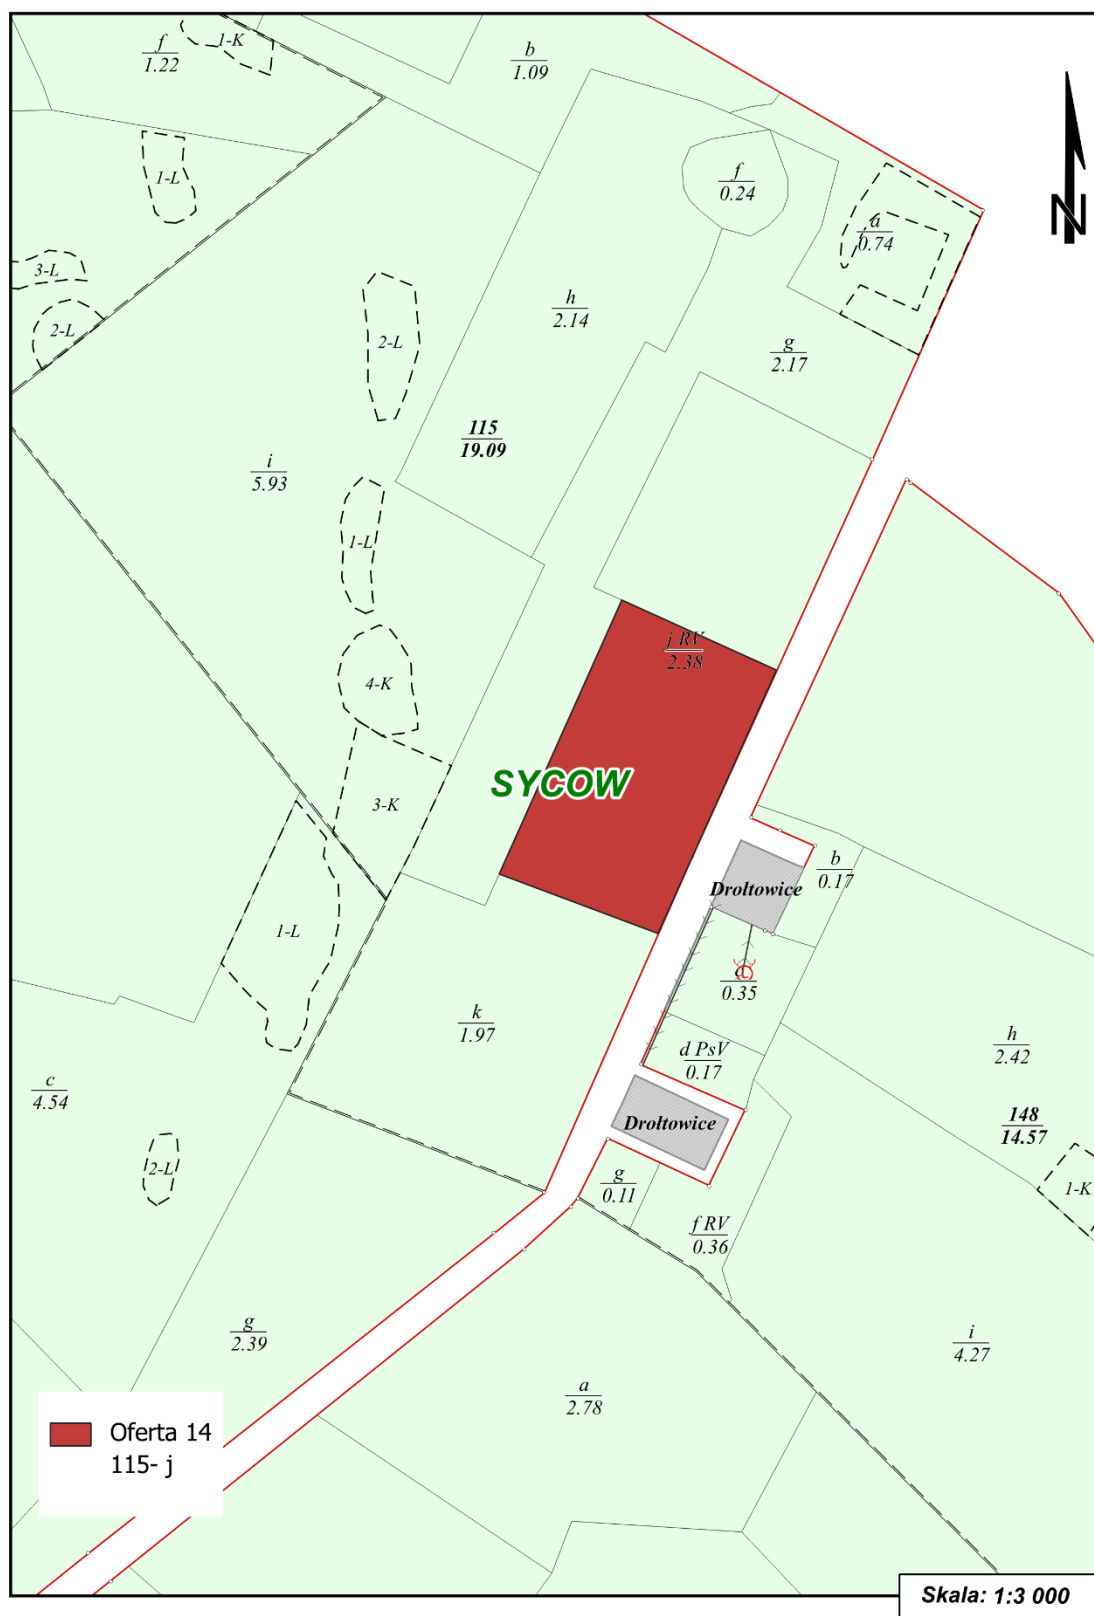 f
1.22
1-K
b
1.09
1-L
f
0.24
a
0.74
N
3-L
2-L
h
2.14
2-L
g
2.17
115
19.09
i
5.93
1-L
j RV
2.38
4-K
SYCOW
3-K
b
0.17
Drołtowice
1-L
0.35
k
1.97
d PsV
0.17
h
2.42
c
4.54
Drołtowice
148
14.57
2-L
g
0.11
1-K
f RV
0.36
g
2.39
i
4.27
a
2.78
Oferta 14
115- j
Skala: 1:3 000